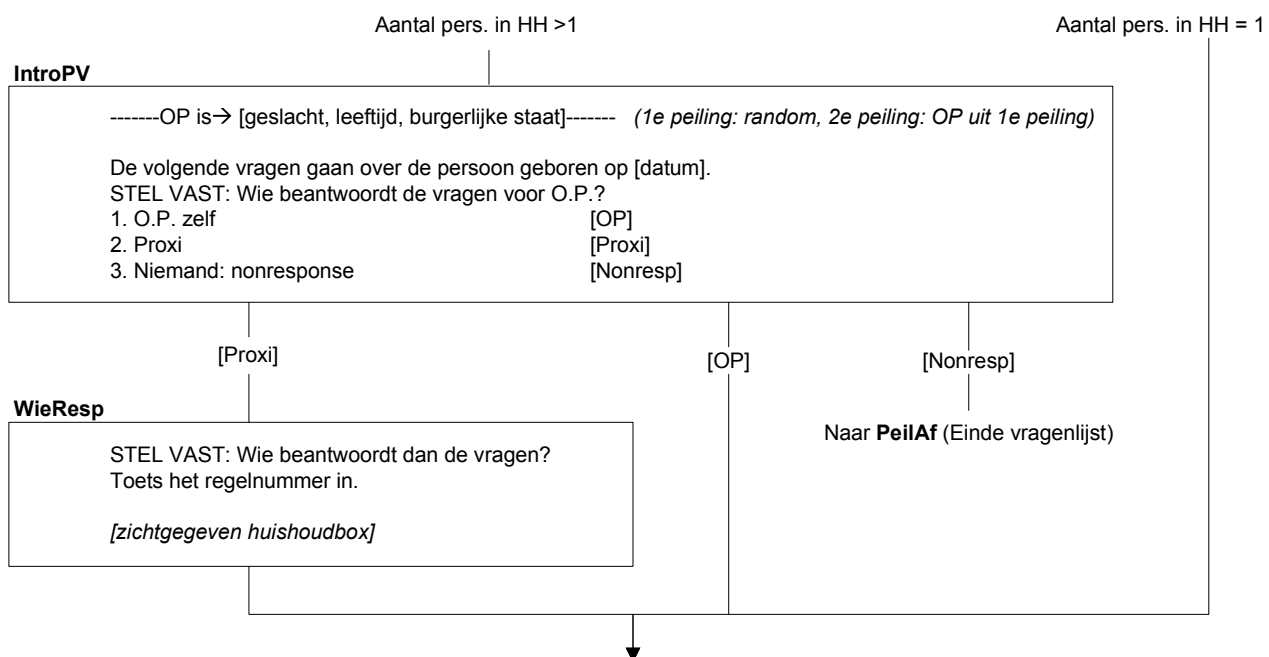 Aantal pers. in HH >1
Aantal pers. in HH = 1
IntroPV
-------OP is→ [geslacht, leeftijd, burgerlijke staat]------- (1e peiling: random, 2e peiling: OP uit 1e peiling)
De volgende vragen gaan over de persoon geboren op [datum].
STEL VAST: Wie beantwoordt de vragen voor O.P.?
1. O.P. zelf [OP]
2. Proxi [Proxi]
3. Niemand: nonresponse [Nonresp]
[Proxi]
[OP]
[Nonresp]
WieResp
Naar PeilAf (Einde vragenlijst)
STEL VAST: Wie beantwoordt dan de vragen?
Toets het regelnummer in.
[zichtgegeven huishoudbox]